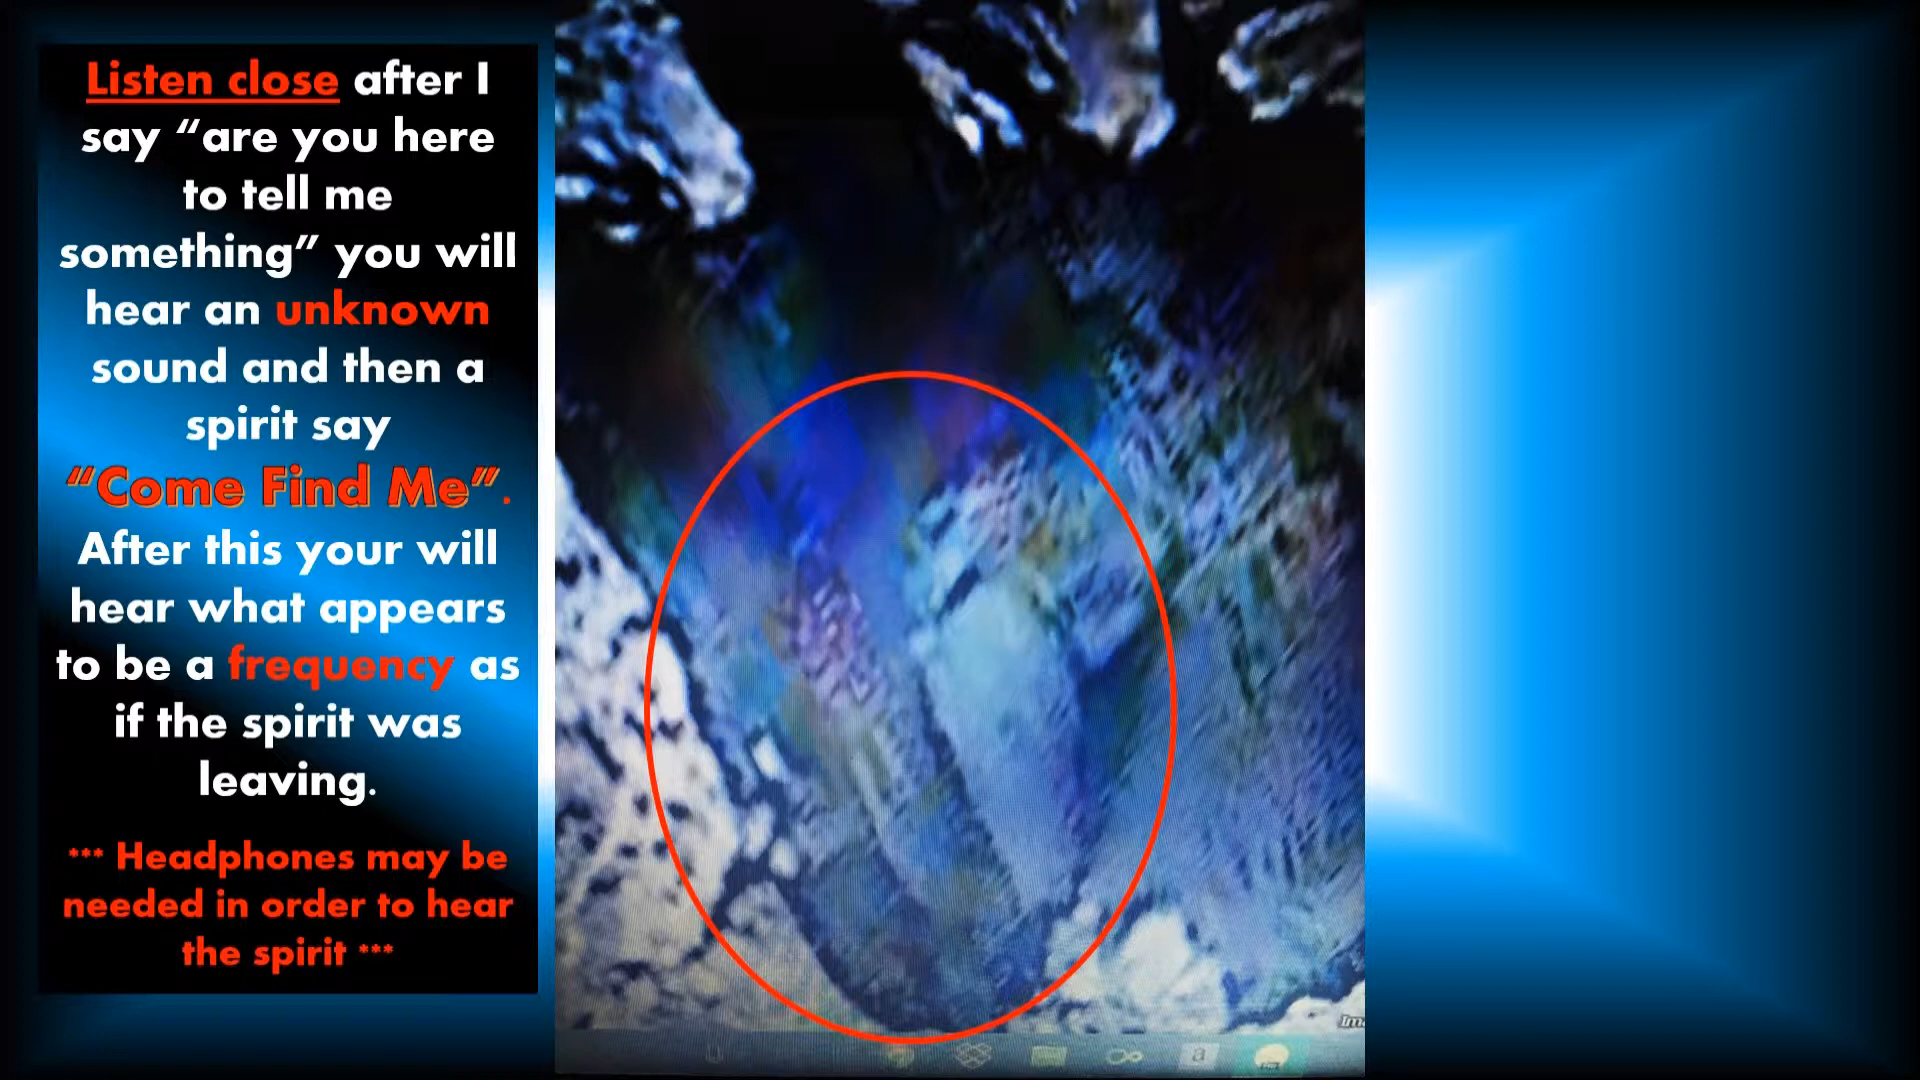 Listen close after I
say “are you here
to tell me
something” you will
hear an unknown
sound and then a
spirit say
“Come Find Me”.
After this your will
hear what appears
to be a frequency as
if the spirit was
leaving.
*** Headphones may be
needed in order to hear
the spirit ***
a